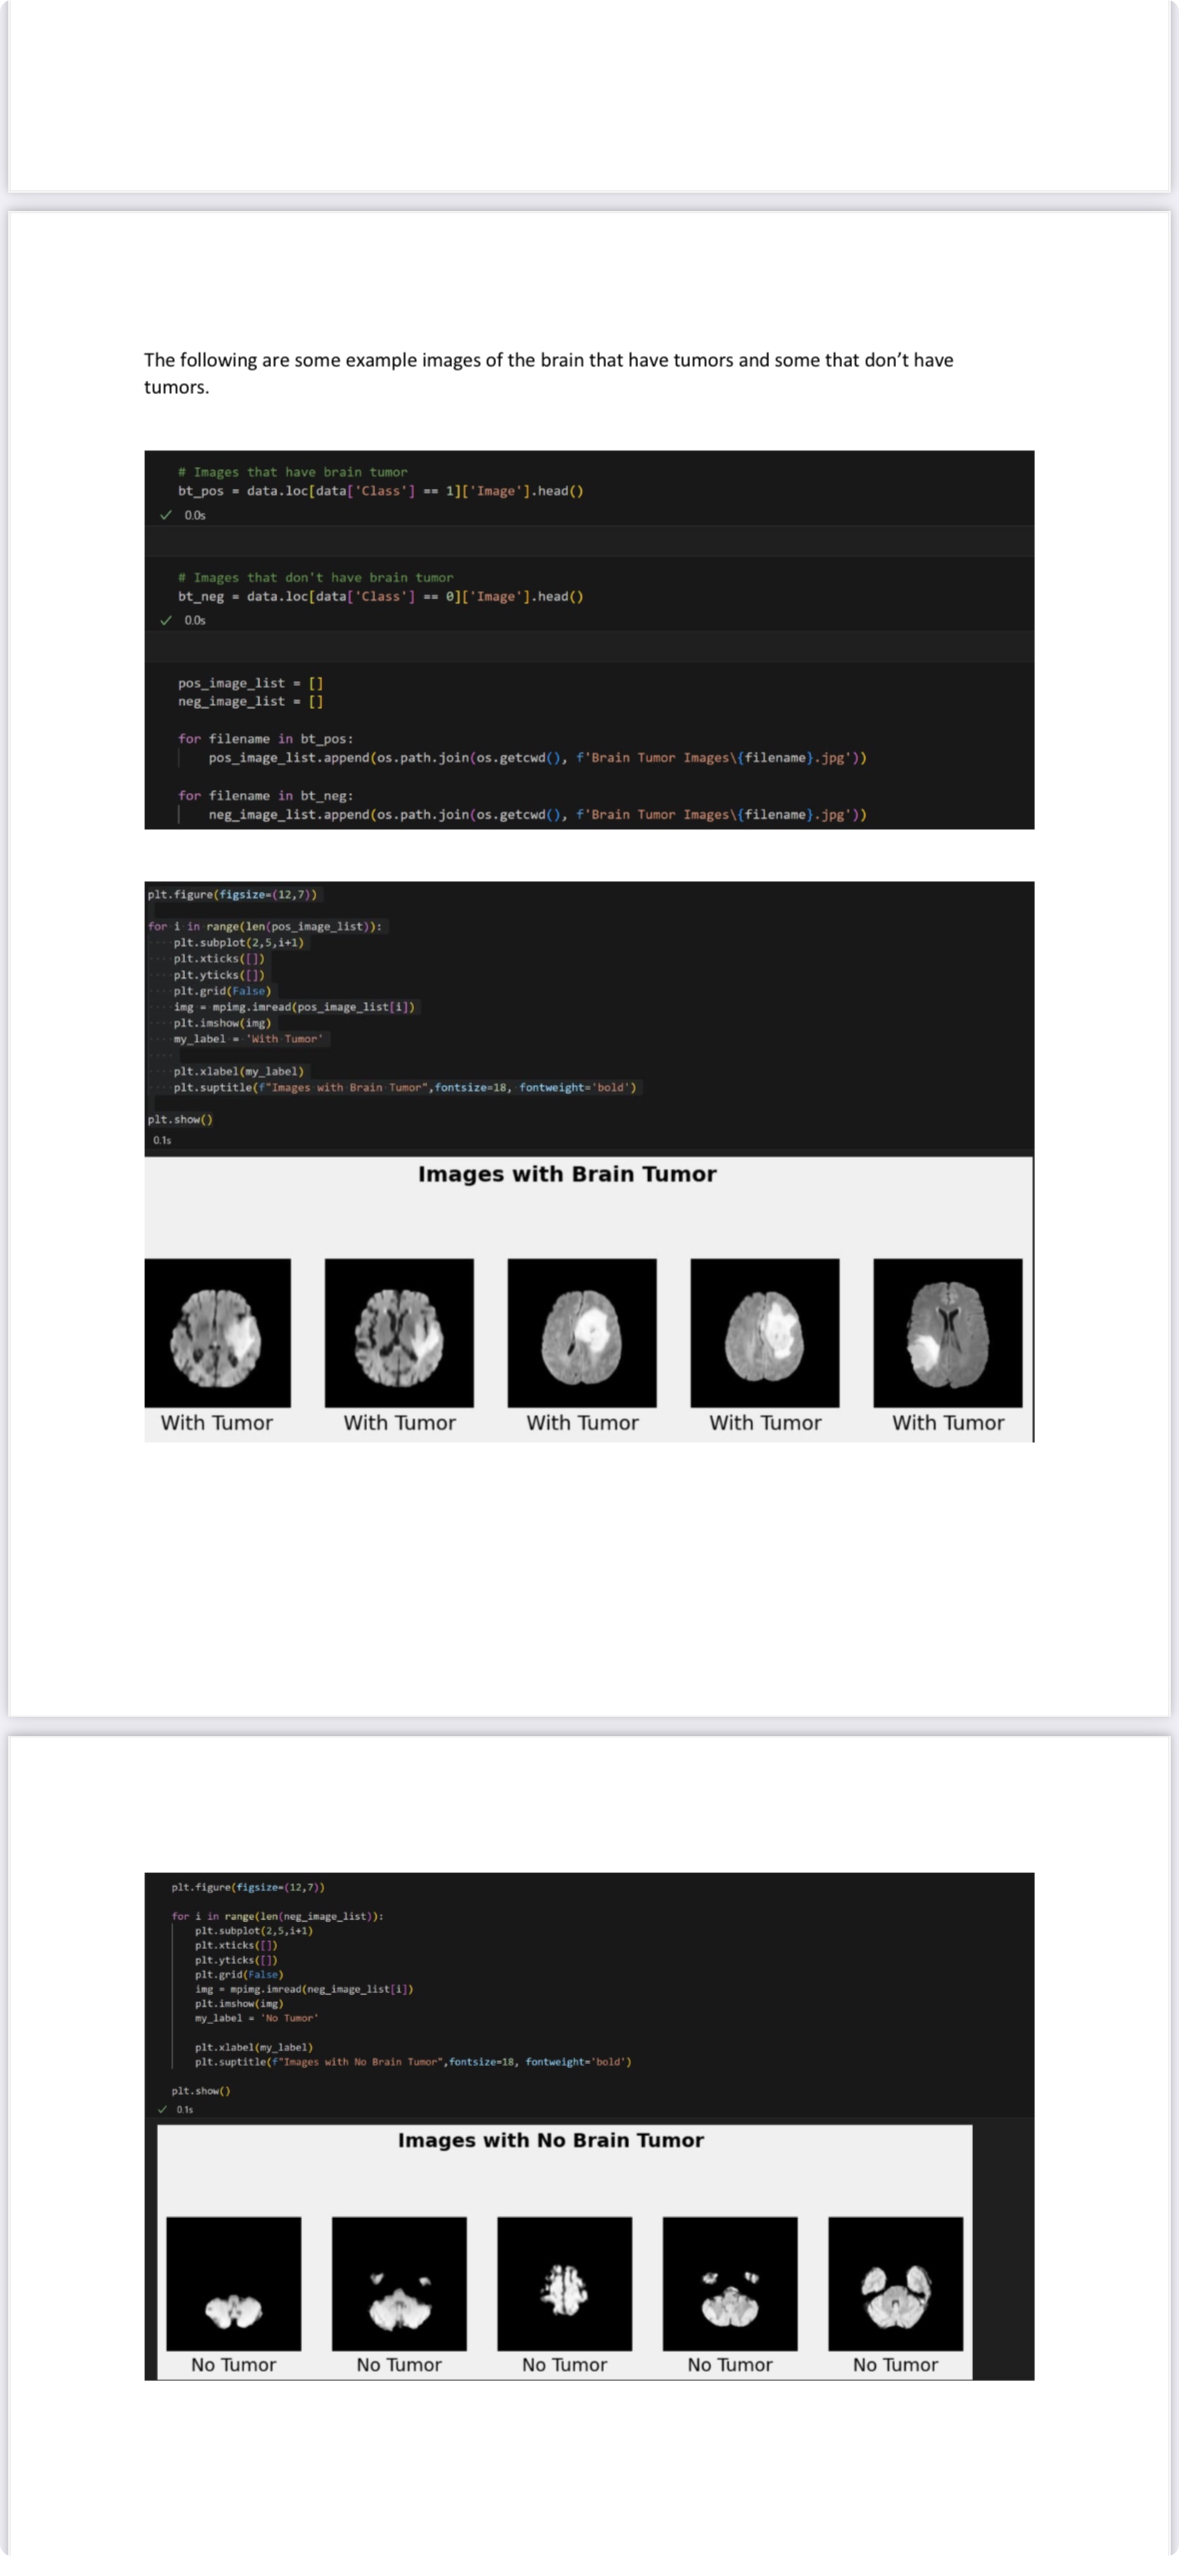 The following are some example images of the brain that have tumors and some that don’t have
tumors.
# Images that have brain tumor
bt_pos = data.loc[data['Class'] == 1]['Image'].head()
✓ 0.0s
# Images that don't have brain tumor
bt_neg = data.loc[data['Class'] == 0]['Image'].head()
✓ 0.0s
pos_image_list = []
neg_image_list = []
for filename in bt_pos:
pos_image_list.append(os.path.join(os.getcwd(), f'Brain Tumor Images\{filename}.jpg'))
for filename in bt_neg:
neg_image_list.append(os.path.join(os.getcwd(), f'Brain Tumor Images\{filename}.jpg'))
plt.figure(figsize=(12,7))
for i in range(len(pos_image_list)):
plt.subplot(2,5,i+1)
plt.xticks([])
plt.yticks([])
plt.grid(False)
img = mpimg.imread(pos_image_list[i])
plt.imshow(img)
my_label = 'With Tumor'
plt.xlabel(my_label)
plt.suptitle(f"Images with Brain Tumor",fontsize=18, fontweight='bold')
plt.show()
0.1s
Images with Brain Tumor
With Tumor With Tumor With Tumor With Tumor With Tumor
plt.figure(figsize=(12,7))
for i in range(len(neg_image_list)):
plt.subplot(2,5,i+1)
plt.xticks([])
plt.yticks([])
plt.grid(False)
img = mpimg.imread(neg_image_list[i])
plt.imshow(img)
my_label = 'No Tumor'
plt.xlabel(my_label)
plt.suptitle(f"Images with No Brain Tumor",fontsize=18, fontweight='bold')
plt.show()
✓ 0.1s
Images with No Brain Tumor
No Tumor No Tumor No Tumor No Tumor No Tumor